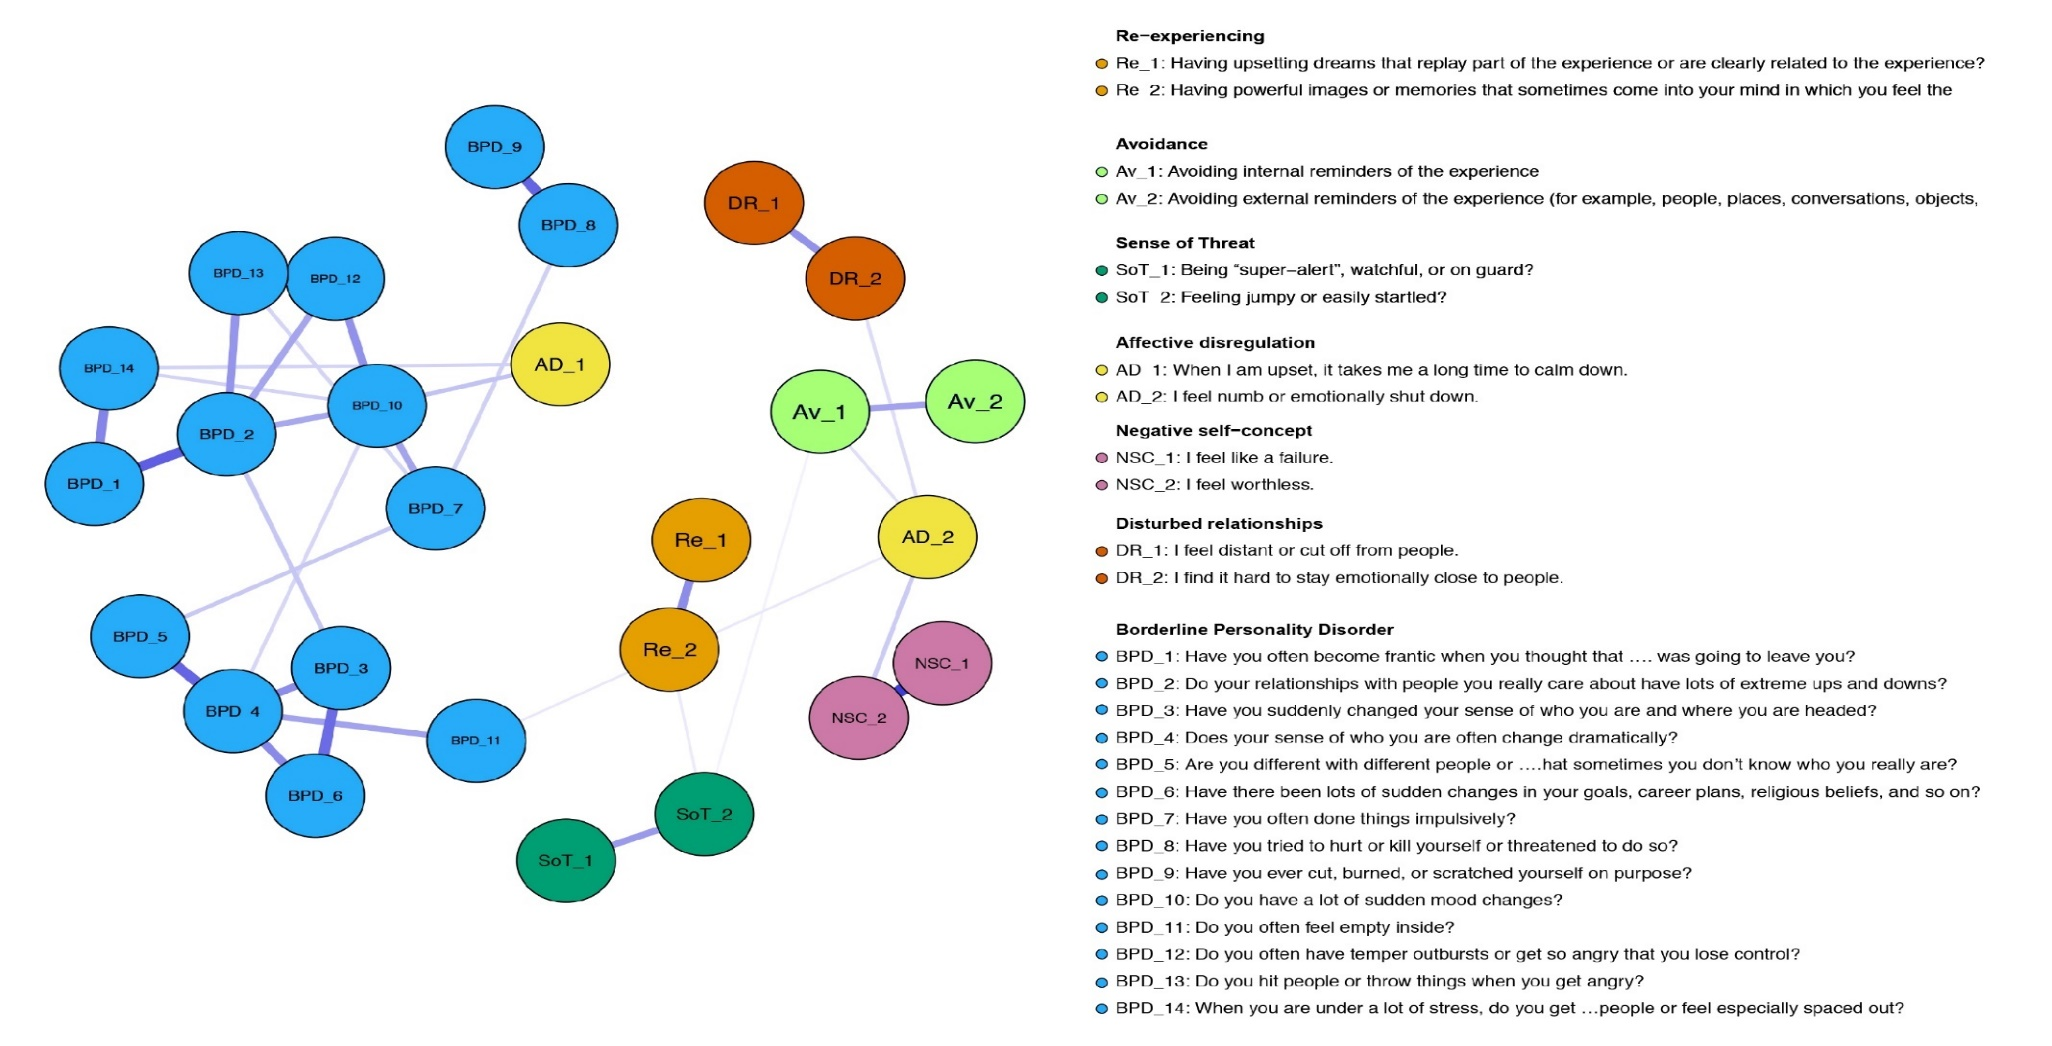 BPD_9
BPD_8
DR_1
DR_2
BPD_13
BPD_12
BPD_14
AD_1
BPD_10
BPD_2
Av_1
Av_2
BPD_1
BPD_7
Re_1
AD_2
BPD_5
BPD_3
Re_2
NSC_1
BPD 4
NSC_2
BPD_11
BPD_6
SoT_2
SoT_1
Re-experiencing
Re_1: Having upsetting dreams that replay part of the experience or are clearly related to the experience?
Re 2: Having powerful images or memories that sometimes come into your mind in which you feel the
Avoidance
Av_1: Avoiding internal reminders of the experience
Av_2: Avoiding external reminders of the experience (for example, people, places, conversations, objects,
Sense of Threat
SoT_1: Being “super-alert”, watchful, or on guard?
SoT 2: Feeling jumpy or easily startled?
Affective disregulation
AD 1: When I am upset, it takes me a long time to calm down.
AD_2: I feel numb or emotionally shut down.
Negative self-concept
NSC_1: I feel like a failure.
NSC_2: I feel worthless.
Disturbed relationships
DR_1: I feel distant or cut off from people.
DR_2: I find it hard to stay emotionally close to people.
Borderline Personality Disorder
BPD_1: Have you often become frantic when you thought that .... was going to leave you?
BPD_2: Do your relationships with people you really care about have lots of extreme ups and downs?
BPD_3: Have you suddenly changed your sense of who you are and where you are headed?
BPD_4: Does your sense of who you are often change dramatically?
BPD_5: Are you different with different people or ....hat sometimes you don't know who you really are?
BPD_6: Have there been lots of sudden changes in your goals, career plans, religious beliefs, and so on?
BPD_7: Have you often done things impulsively?
BPD_8: Have you tried to hurt or kill yourself or threatened to do so?
BPD_9: Have you ever cut, burned, or scratched yourself on purpose?
BPD_10: Do you have a lot of sudden mood changes?
BPD_11: Do you often feel empty inside?
BPD_12: Do you often have temper outbursts or get so angry that you lose control?
BPD_13: Do you hit people or throw things when you get angry?
BPD_14: When you are under a lot of stress, do you get ...people or feel especially spaced out?